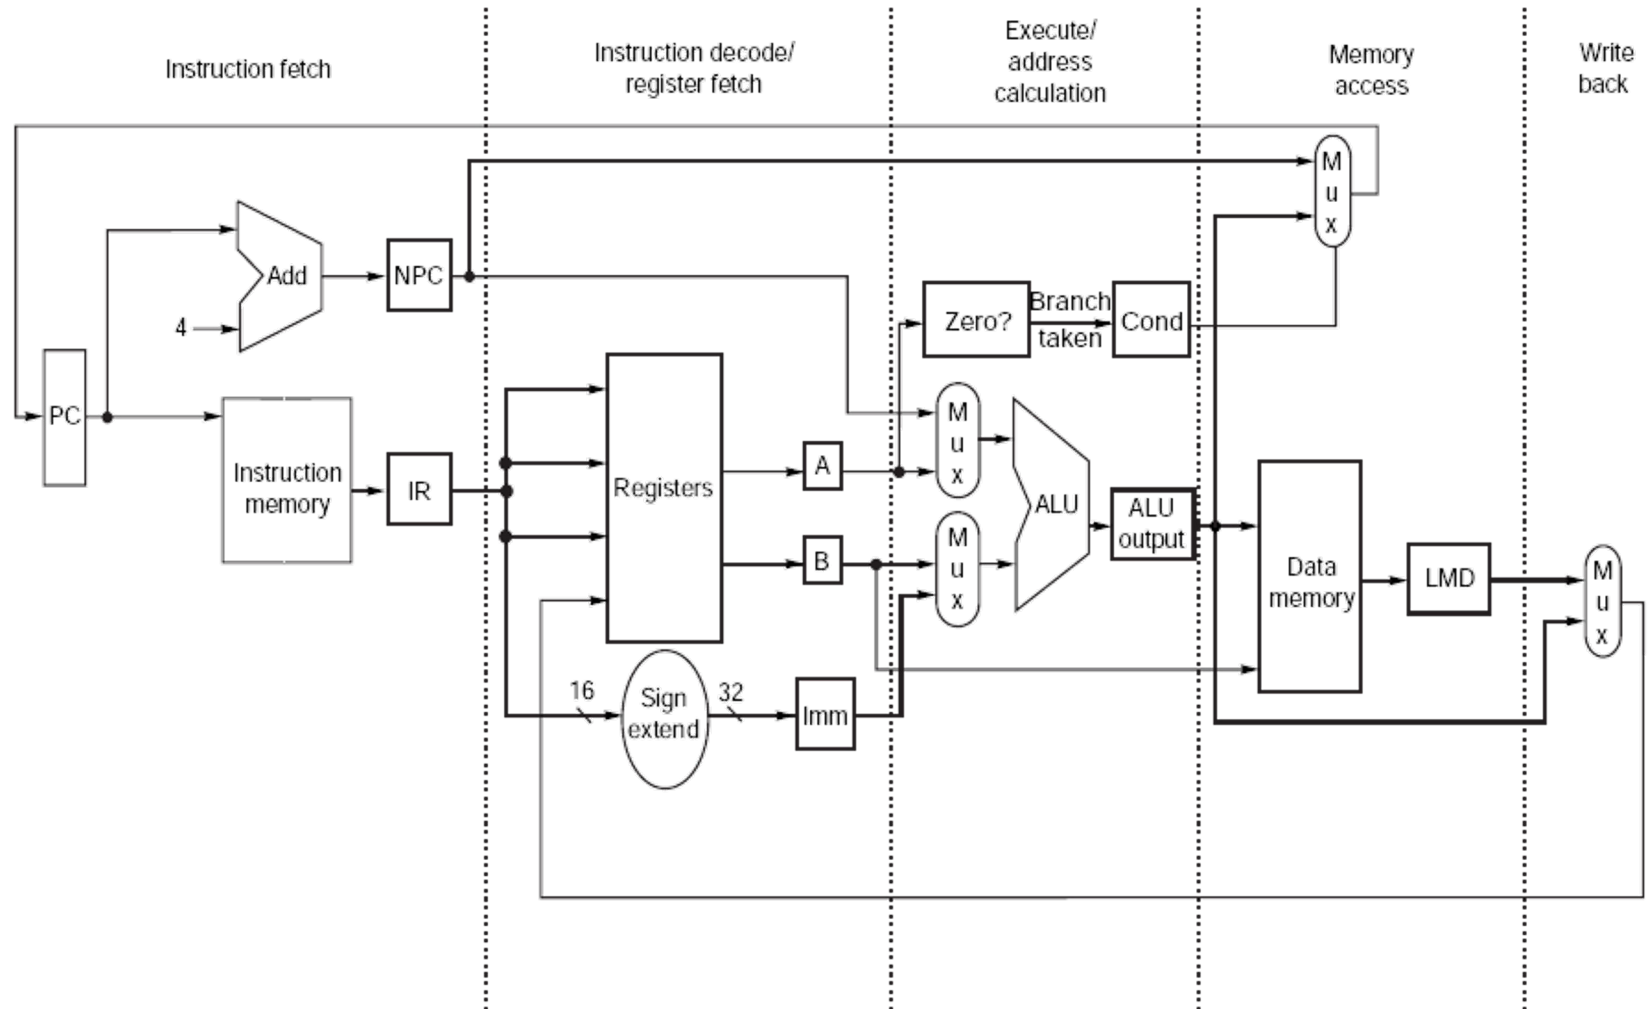 Instruction fetch
Instruction decode/
register fetch
Execute/
address
calculation
Memory
access
Write
back
M
u
x
Add
NPC
4
Zero?
Branch
taken
Cond
PC
Instruction
memory
IR
Registers
A
B
M
u
x
M
u
x
ALU
ALU
output
Data
memory
LMD
M
u
x
16
Sign
extend
32
Imm